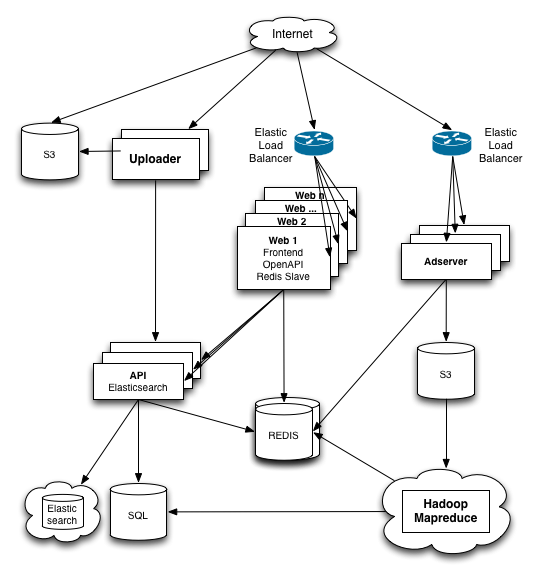 Internet
S3
Uploader
Elastic
Load
Balancer
Elastic
Load
Balancer
Web n
Web ...
Web 2
Web 1
Frontend
OpenAPI
Redis Slave
Adserver
API
Elasticsearch
S3
REDIS
Elastic
search
SQL
Hadoop
Mapreduce